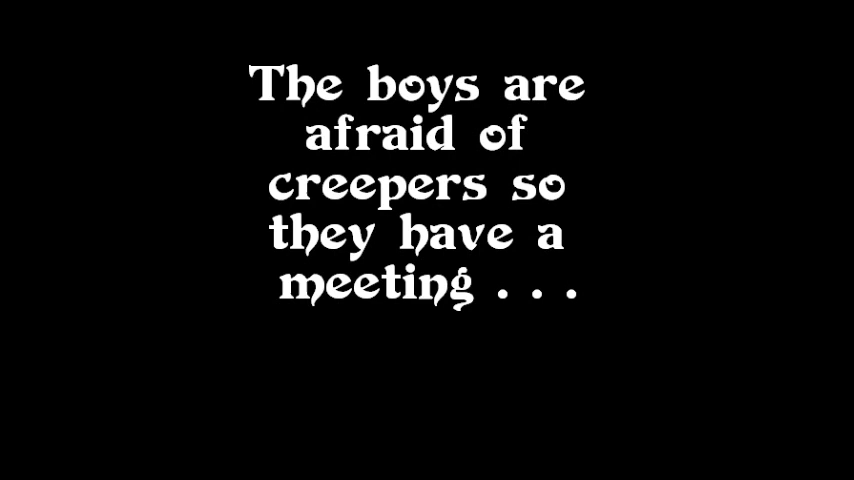 The boys are
afraid of
creepers so
they have a
meeting . . .